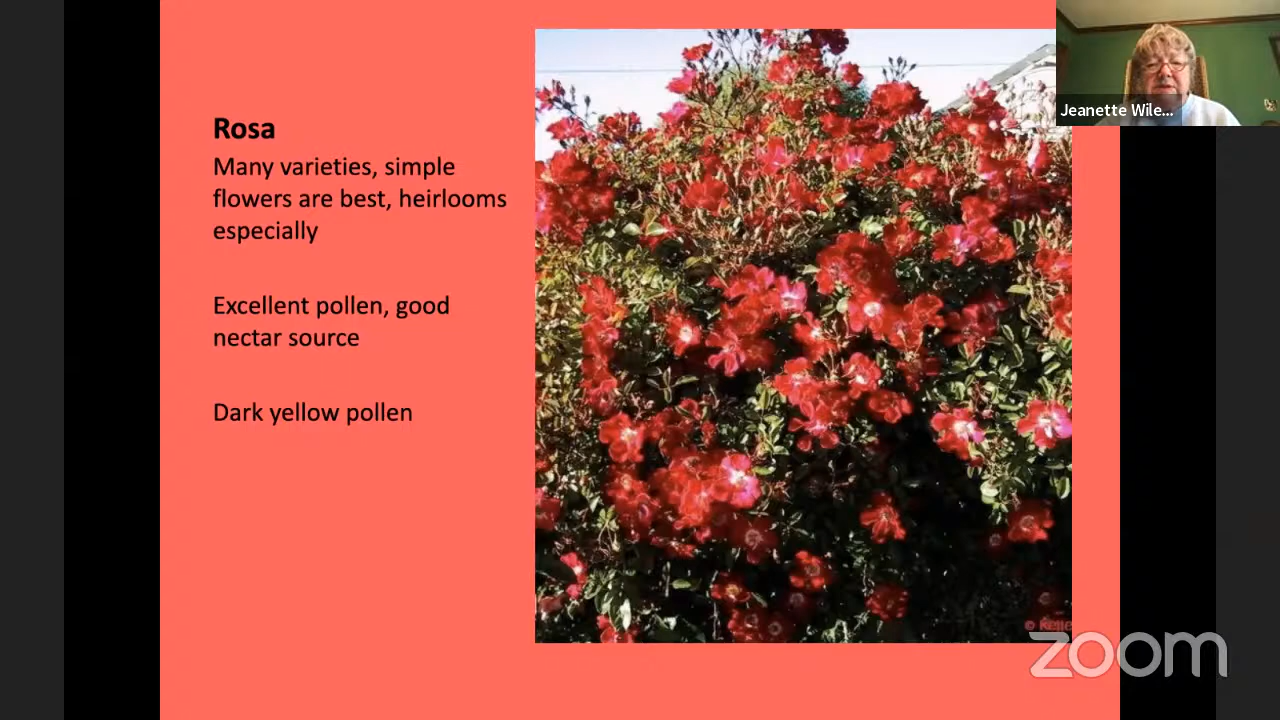 Rosa
Many varieties, simple
flowers are best, heirlooms
especially
Excellent pollen, good
nectar source
Dark yellow pollen
Jeanette Wile...
zoom